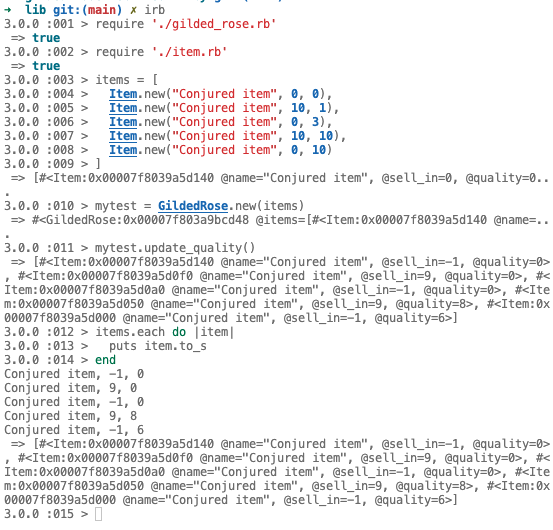 ➜  lib git:(main) ✗ irb
3.0.0 :001 > require './gilded_rose.rb'
 => true
3.0.0 :002 > require './item.rb'
 => true
3.0.0 :003 > items = [
3.0.0 :004 >   Item.new("Conjured item", 0, 0),
3.0.0 :005 >   Item.new("Conjured item", 10, 1),
3.0.0 :006 >   Item.new("Conjured item", 0, 3),
3.0.0 :007 >   Item.new("Conjured item", 10, 10),
3.0.0 :008 >   Item.new("Conjured item", 0, 10)
3.0.0 :009 > ]
 => [#<Item:0x00007f8039a5d140 @name="Conjured item", @sell_in=0, @quality=0..
.
3.0.0 :010 > mytest = GildedRose.new(items)
 => #<GildedRose:0x00007f803a9bcd48 @items=[#<Item:0x00007f8039a5d140 @name=..
.
3.0.0 :011 > mytest.update_quality()
 => [#<Item:0x00007f8039a5d140 @name="Conjured item", @sell_in=-1, @quality=0>
, #<Item:0x00007f8039a5d0f0 @name="Conjured item", @sell_in=9, @quality=0>, #<
Item:0x00007f8039a5d0a0 @name="Conjured item", @sell_in=-1, @quality=0>, #<Ite
m:0x00007f8039a5d050 @name="Conjured item", @sell_in=9, @quality=8>, #<Item:0x
00007f8039a5d000 @name="Conjured item", @sell_in=-1, @quality=6>]
3.0.0 :012 > items.each do |item|
3.0.0 :013 >   puts item.to_s
3.0.0 :014 > end
Conjured item, -1, 0
Conjured item, 9, 0
Conjured item, -1, 0
Conjured item, 9, 8
Conjured item, -1, 6
 => [#<Item:0x00007f8039a5d140 @name="Conjured item", @sell_in=-1, @quality=0>
, #<Item:0x00007f8039a5d0f0 @name="Conjured item", @sell_in=9, @quality=0>, #<
Item:0x00007f8039a5d0a0 @name="Conjured item", @sell_in=-1, @quality=0>, #<Ite
m:0x00007f8039a5d050 @name="Conjured item", @sell_in=9, @quality=8>, #<Item:0x
00007f8039a5d000 @name="Conjured item", @sell_in=-1, @quality=6>]
3.0.0 :015 >